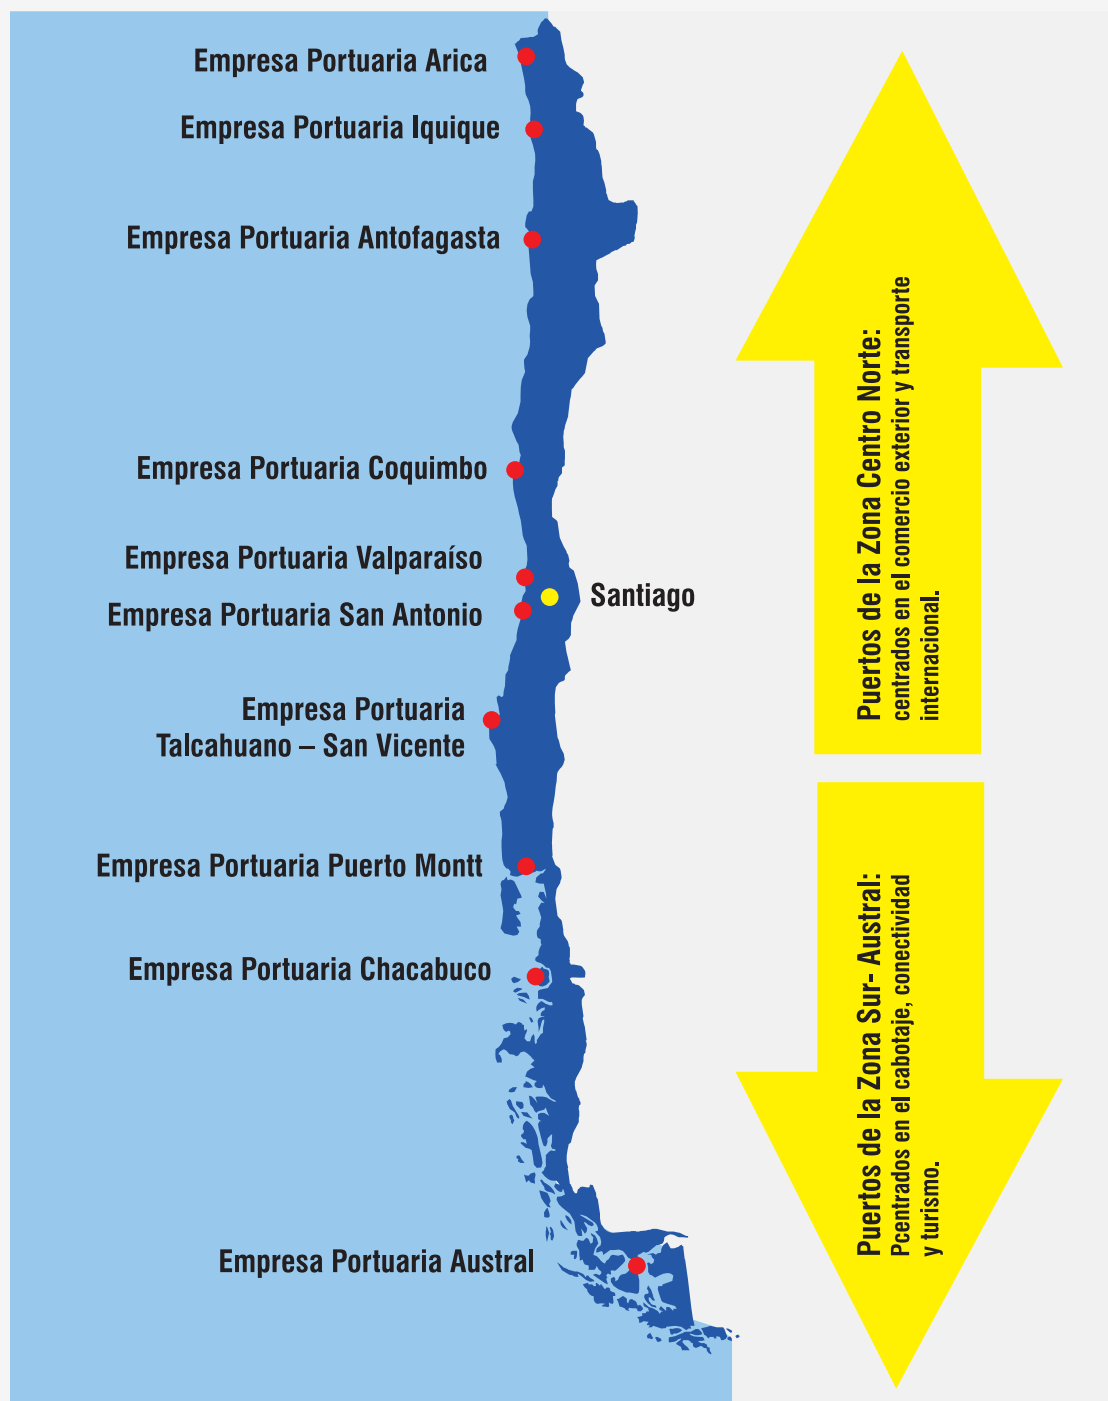 Empresa Portuaria Arica
Empresa Portuaria Iquique
Empresa Portuaria Antofagasta
Empresa Portuaria Coquimbo
Empresa Portuaria Valparaíso
Santiago
Empresa Portuaria San Antonio
Empresa Portuaria
Talcahuano – San Vicente
Empresa Portuaria Puerto Montt
Empresa Portuaria Chacabuco
Empresa Portuaria Austral
Puertos de la Zona Centro Norte:
centrados en el comercio exterior y transporte
internacional.
Puertos de la Zona Sur- Austral:
Pcentrados en el cabotaje, conectividad
y turismo.